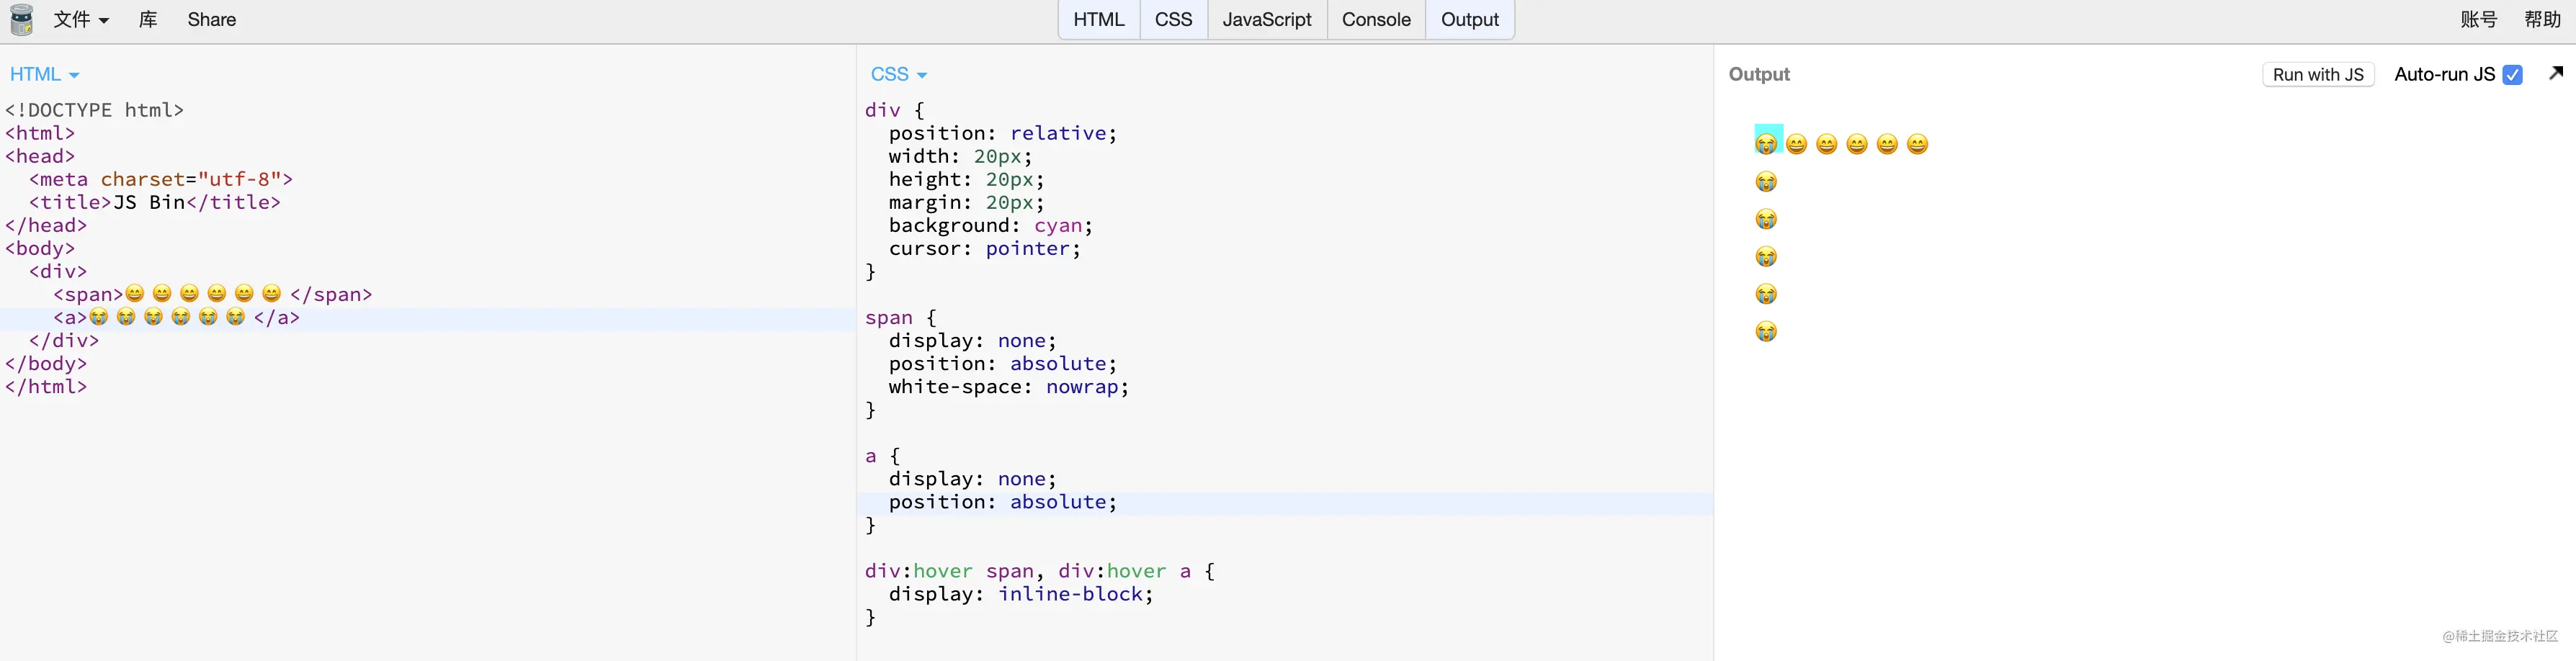 文件 库 Share HTML CSS JavaScript Console Output 账号 帮助
HTML
<!DOCTYPE html>
<html>
<head>
  <meta charset="utf-8">
  <title>JS Bin</title>
</head>
<body>
  <div>
    <span>😄 😄 😄 😄 😄 😄 </span>
    <a>😭 😭 😭 😭 😭 😭 </a>
  </div>
</body>
</html>
CSS
div {
  position: relative;
  width: 20px;
  height: 20px;
  margin: 20px;
  background: cyan;
  cursor: pointer;
}

span {
  display: none;
  position: absolute;
  white-space: nowrap;
}

a {
  display: none;
  position: absolute;
}

div:hover span, div:hover a {
  display: inline-block;
}
Output Run with JS Auto-run JS
😭 😄 😄 😄 😄 😄
😭
😭
😭
😭
😭
@稀土掘金技术社区